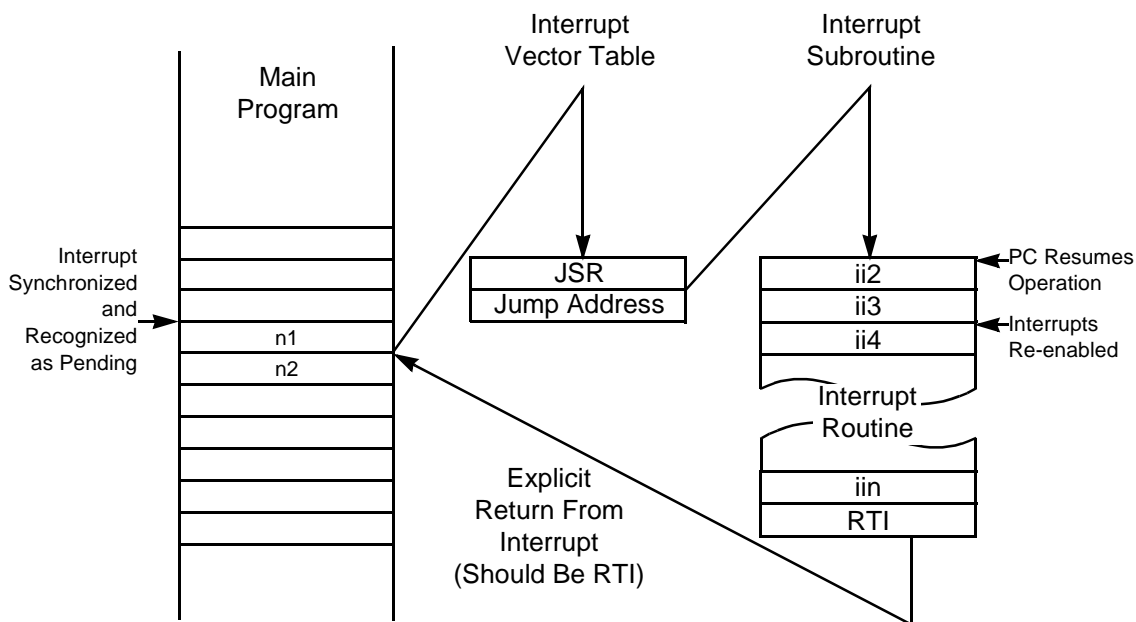 Interrupt
Vector Table
Interrupt
Subroutine
Main
Program
Interrupt
Synchronized
and
Recognized
as Pending
n1
n2
JSR
Jump Address
ii2
ii3
ii4
PC Resumes
Operation
Interrupts
Re-enabled
Interrupt
Routine
iin
RTI
Explicit
Return From
Interrupt
(Should Be RTI)